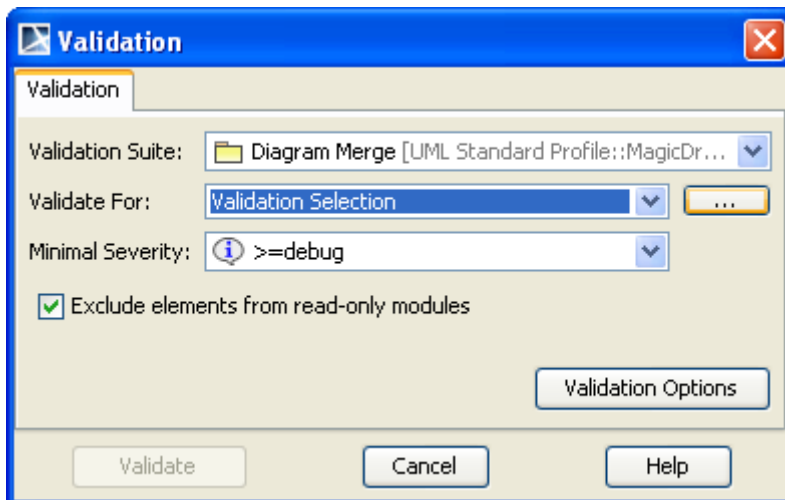 Validation
Validation
Validation Suite: Diagram Merge [UML Standard Profile::MagicDr...
Validate For: Validation Selection ...
Minimal Severity: >=debug
Exclude elements from read-only modules
Validation Options
Validate Cancel Help